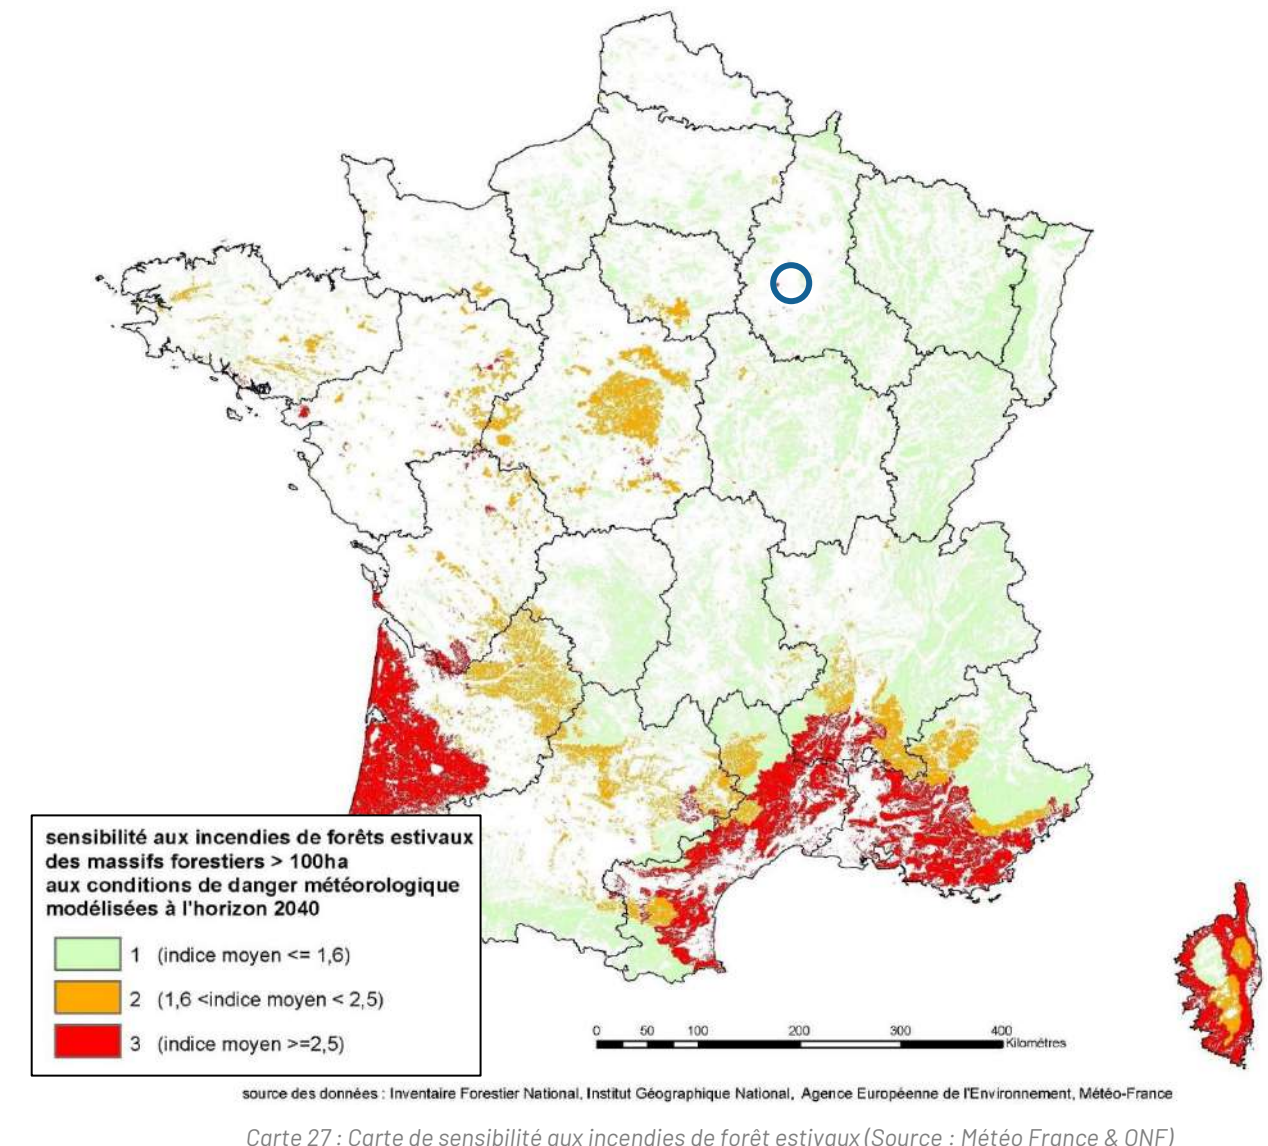 sensibilité aux incendies de forêts estivaux
des massifs forestiers > 100ha
aux conditions de danger météorologique
modélisées à l'horizon 2040
1 (indice moyen <= 1,6)
2 (1,6 <indice moyen < 2,5)
3 (indice moyen >=2,5)
0 50 100 200 300 400
Kilomètres
source des données : Inventaire Forestier National, Institut Géographique National, Agence Européenne de l'Environnement, Météo-France
Carte 27 : Carte de sensibilité aux incendies de forêt estivaux (Source : Météo France & ONF)